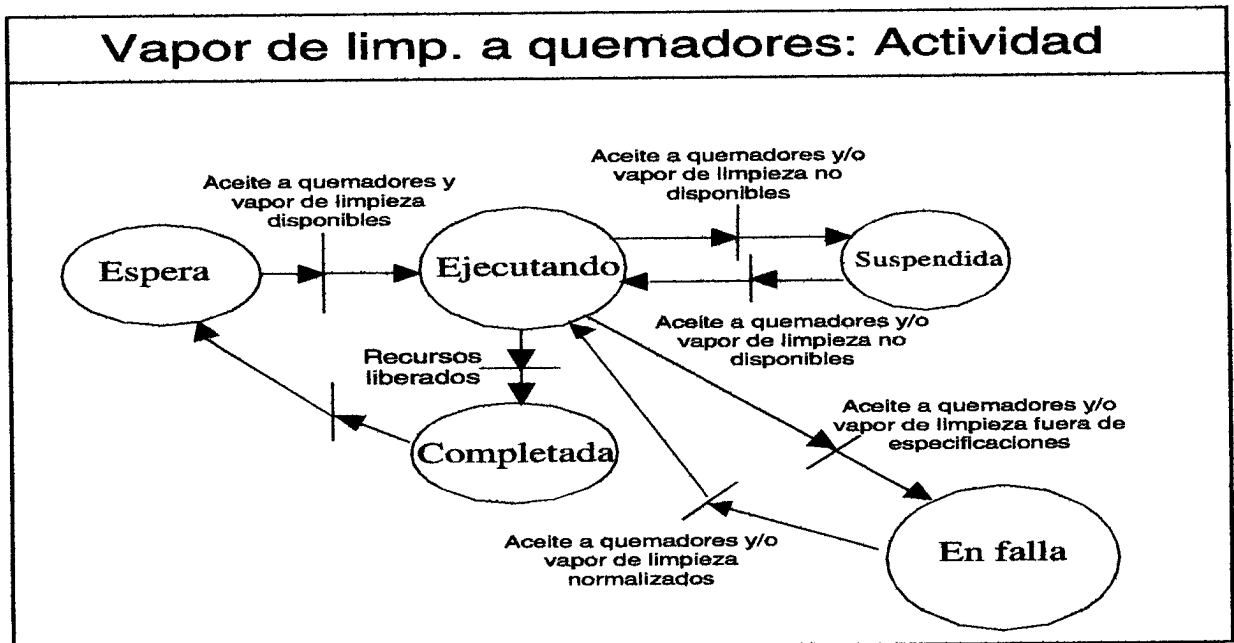 Vapor de limp. a quemadores: Actividad
Aceite a quemadores y
vapor de limpieza
disponibles
Aceite a quemadores y/o
vapor de limpieza no
disponibles
Espera
Ejecutando
Suspendida
Aceite a quemadores y/o
vapor de limpieza no
disponibles
Recursos
liberados
Completada
Aceite a quemadores y/o
vapor de limpieza fuera de
especificaciones
Aceite a quemadores y/o
vapor de limpieza
normalizados
En falla